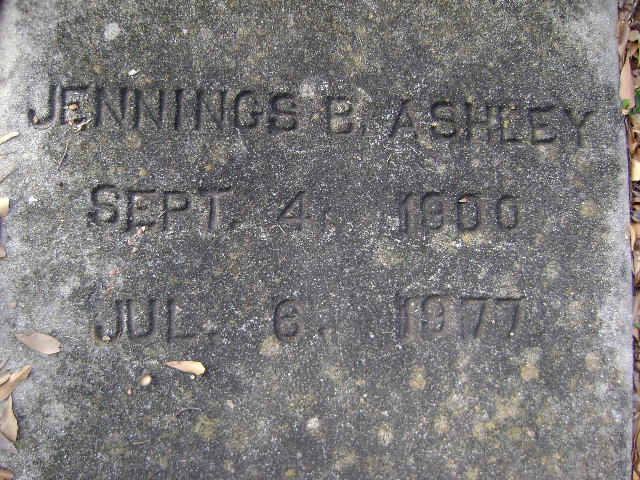 JENNINGS B. ASHLEY
SEPT. 4, 1900
JUL. 6, 1977